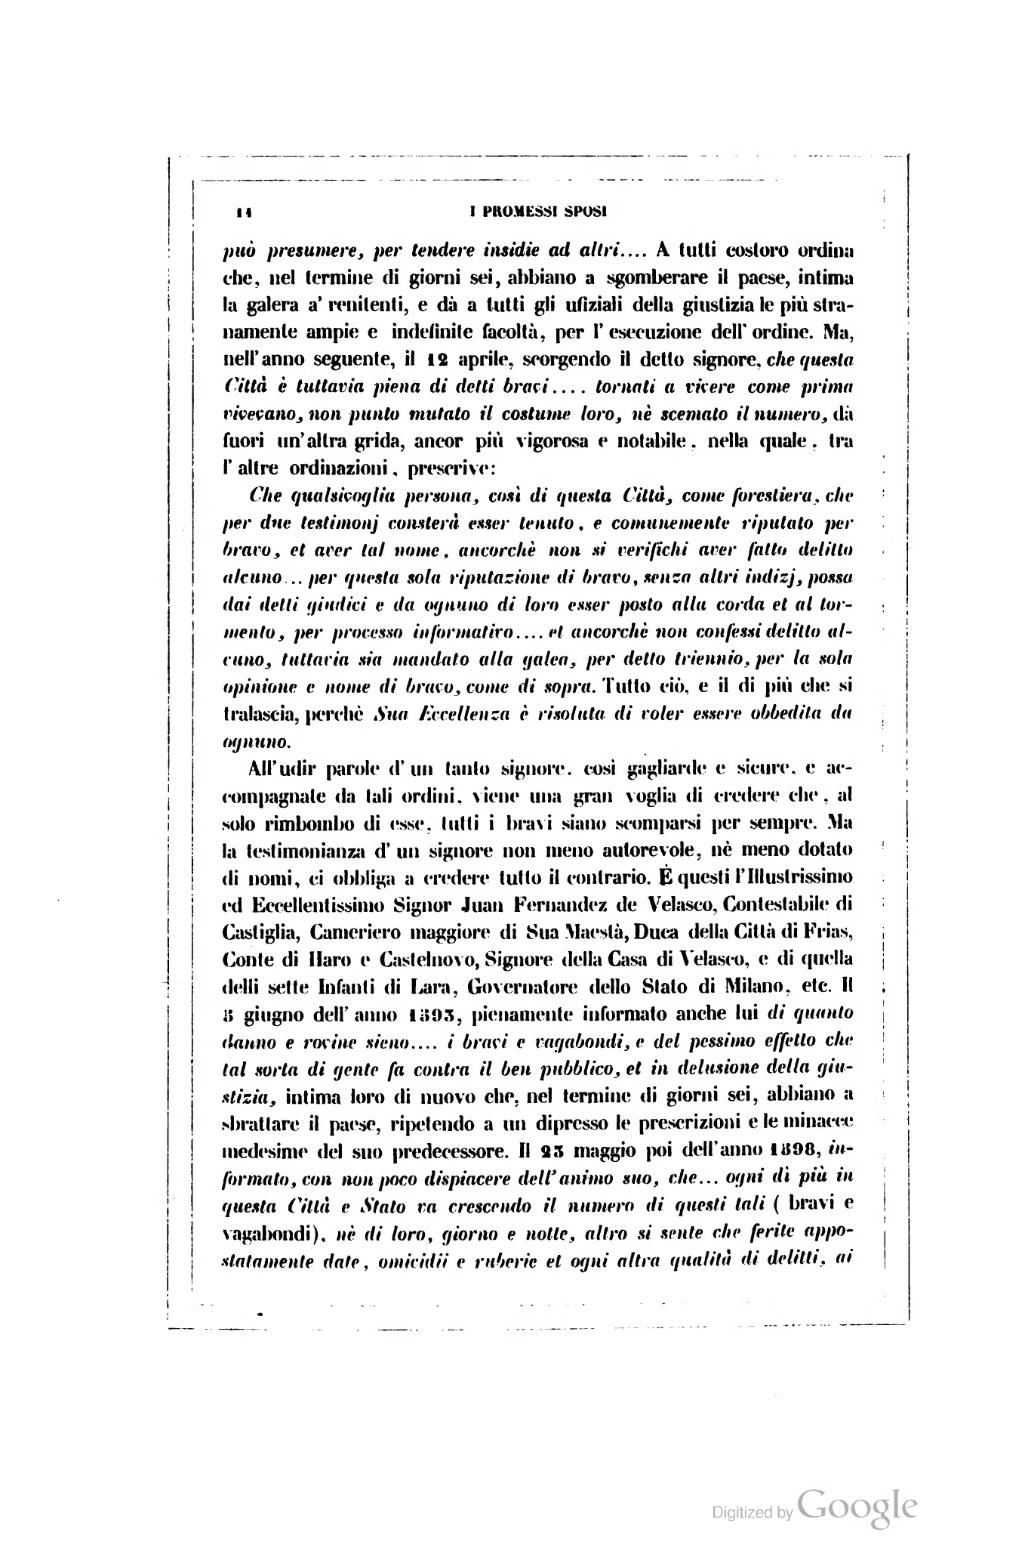 14 I PROMESSI SPOSI
può presumere, per tendere insidie ad altri.... A tutti costoro ordina
che, nel termine di giorni sei, abbiano a sgomberare il paese, intima
la galera a' renitenti, e dà a tutti gli ufiziali della giustizia le più stra-
namente ampie e indefinite facoltà, per l' esecuzione dell' ordine. Ma,
nell'anno seguente, il 12 aprile, scorgendo il detto signore, che questa
Città è tuttavia piena di detti bravi.... tornati a vivere come prima
vivevano, non punto mutato il costume loro, nè scemato il numero, dà
fuori un'altra grida, ancor più vigorosa e notabile, nella quale, tra
l' altre ordinazioni, prescrive:
Che qualsivoglia persona, così di questa Città, come forestiera, che
per due testimonj consterà esser tenuto, e comunemente riputato per
bravo, et aver tal nome, ancorchè non si verifichi aver fatto delitto
alcuno... per questa sola riputazione di bravo, senza altri indizj, possa
dai detti giudici e da ognuno di loro esser posto alla corda et al tor-
mento, per processo informativo.... et ancorchè non confessi delitto al-
cuno, tuttavia sia mandato alla galea, per detto triennio, per la sola
opinione e nome di bravo, come di sopra. Tutto ciò, e il di più che si
tralascia, perchè Sua Eccellenza è risoluta di voler essere obbedita da
ognuno.
All'udir parole d' un tanto signore, così gagliarde e sicure, e ac-
compagnate da tali ordini, viene una gran voglia di credere che, al
solo rimbombo di esse, tutti i bravi siano scomparsi per sempre. Ma
la testimonianza d' un signore non meno autorevole, nè meno dotato
di nomi, ci obbliga a credere tutto il contrario. È questi l'Illustrissimo
ed Eccellentissimo Signor Juan Fernandez de Velasco, Contestabile di
Castiglia, Cameriero maggiore di Sua Maestà, Duca della Città di Frias,
Conte di Haro e Castelnovo, Signore della Casa di Velasco, e di quella
delli sette Infanti di Lara, Governatore dello Stato di Milano, etc. Il
5 giugno dell' anno 1593, pienamente informato anche lui di quanto
danno e rovine sieno.... i bravi e vagabondi, e del pessimo effetto che
tal sorta di gente fa contra il ben pubblico, et in delusione della giu-
stizia, intima loro di nuovo che, nel termine di giorni sei, abbiano a
sbrattare il paese, ripetendo a un dipresso le prescrizioni e le minacce
medesime del suo predecessore. Il 23 maggio poi dell'anno 1598, in-
formato, con non poco dispiacere dell'animo suo, che... ogni dì più in
questa Città e Stato va crescendo il numero di questi tali ( bravi e
vagabondi), nè di loro, giorno e notte, altro si sente che ferite appo-
statamente date, omicidii e ruberie et ogni altra qualità di delitti, ai
Digitized by Google